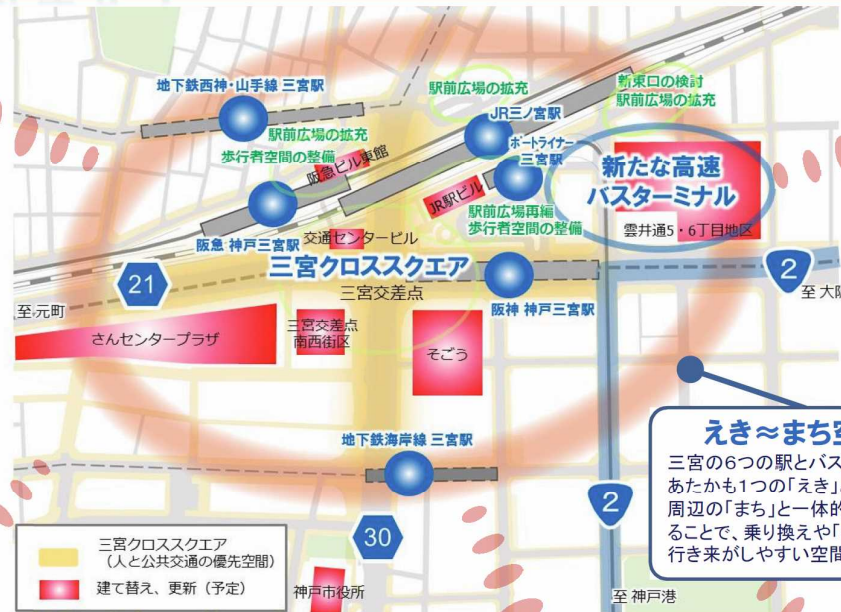 地下鉄西神・山手線 三宮駅
駅前広場の拡充
新東口の検討
駅前広場の拡充
JR三ノ宮駅
駅前広場の拡充
歩行者空間の整備
阪急ビル東館
ポートライナー
三宮駅
新たな高速
バスターミナル
雲井通5・6丁目地区
JR駅ビル
駅前広場再編
歩行者空間の整備
阪急 神戸三宮駅
交通センタービル
三宮クロススクエア
三宮交差点
21
2
至 元町
至 大阪
阪神 神戸三宮駅
さんセンタープラザ
三宮交差点
南西街区
そごう
地下鉄海岸線 三宮駅
えき≈まち空
三宮の6つの駅とバス
あたかも1つの「えき」
周辺の「まち」と一体的
ることで、乗り換えや「
行き来がしやすい空間
2
30
三宮クロススクエア
（人と公共交通の優先空間）
建て替え、更新（予定）
神戸市役所
至 神戸港